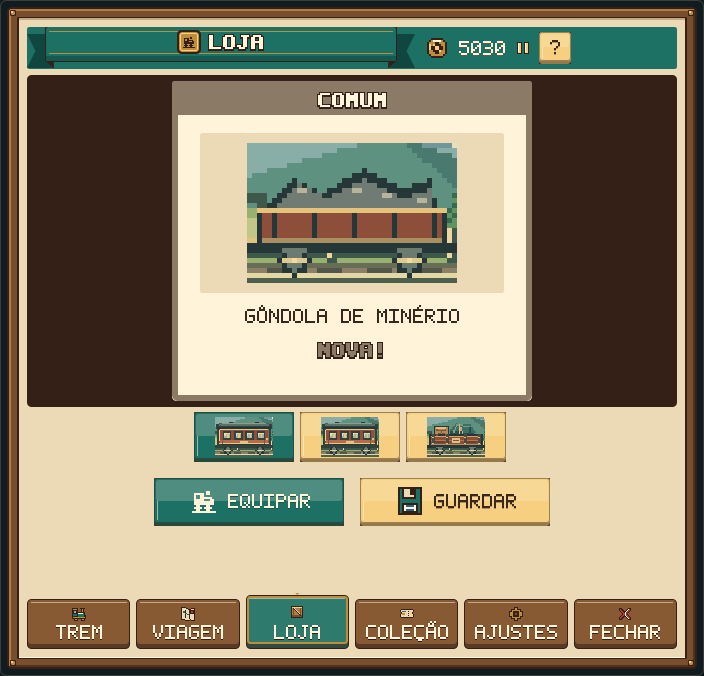 LOJA
5030
?
COMUM
GÔNDOLA DE MINÉRIO
NOVA!
EQUIPAR
GUARDAR
TREM
VIAGEM
LOJA
COLEÇÃO
AJUSTES
FECHAR